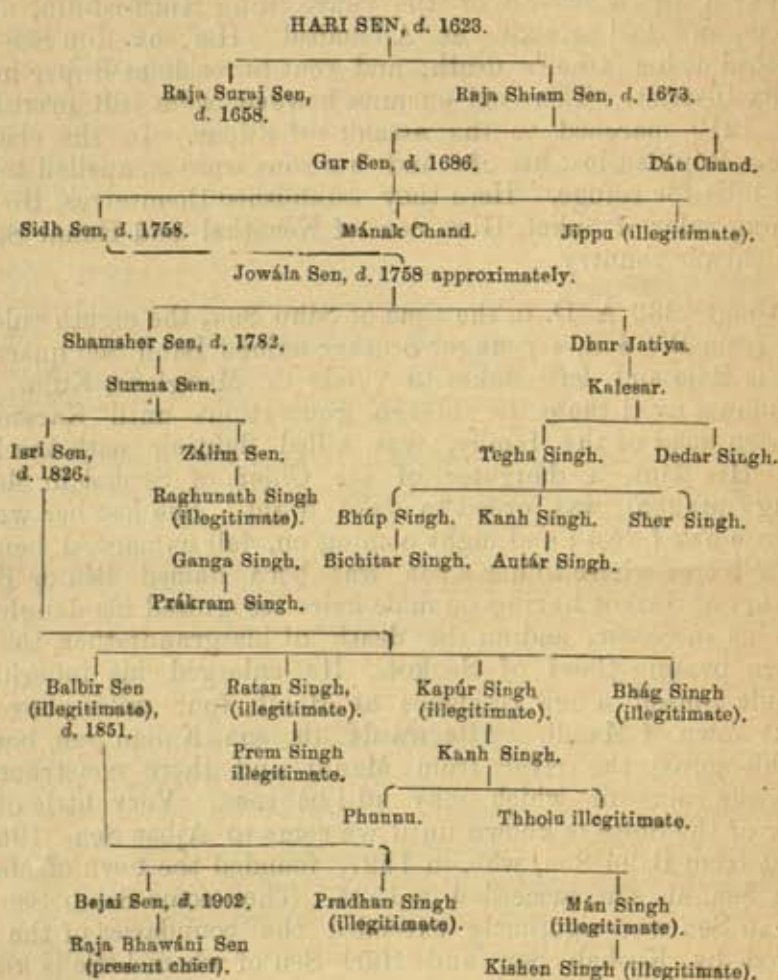 HARI SEN, d. 1623.
Raja Suraj Sen, Raja Shiam Sen, d. 1673.
d. 1658.
Gur Sen, d. 1686. Dán Chand.
Sidh Sen, d. 1758. Mának Chand. Jippu (illegitimate).
Jowála Sen, d. 1758 approximately.
Shamsher Sen, d. 1782. Dhur Jatiya.
Surma Sen. Kalesar.
Isri Sen, Zálim Sen. Tegha Singh. Dedar Singh.
d. 1826.
Raghunath Singh
(illegitimate). Bhúp Singh. Kanh Singh. Sher Singh.
Ganga Singh. Bichitar Singh. Autár Singh.
Prákram Singh.
Balbir Sen Ratan Singh, Kapúr Singh Bhág Singh
(illegitimate), (illegitimate). (illegitimate). (illegitimate).
d. 1851.
Prem Singh Kanh Singh.
illegitimate.
Phunnu. Thholu illegitimate.
Bejai Sen, d. 1902. Pradhan Singh Mán Singh
(illegitimate). (illegitimate).
Raja Bhawáni Sen
(present chief). Kishen Singh (illegitimate).